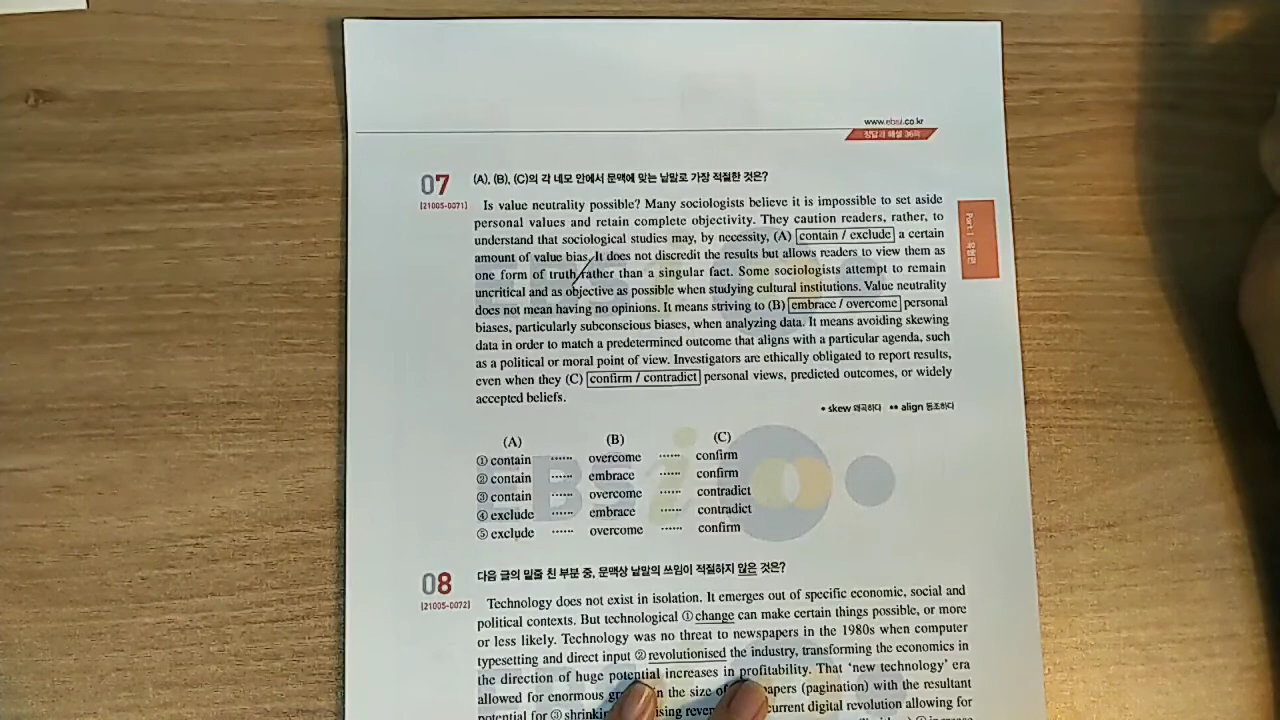 www.ebsi.co.kr
정답과 해설 36쪽
07
[21005-0071]
(A), (B), (C)의 각 네모 안에서 문맥에 맞는 낱말로 가장 적절한 것은?
Is value neutrality possible? Many sociologists believe it is impossible to set aside
personal values and retain complete objectivity. They caution readers, rather, to
understand that sociological studies may, by necessity, (A) contain / exclude a certain
amount of value bias. It does not discredit the results but allows readers to view them as
one form of truth rather than a singular fact. Some sociologists attempt to remain
uncritical and as objective as possible when studying cultural institutions. Value neutrality
does not mean having no opinions. It means striving to (B) embrace / overcome personal
biases, particularly subconscious biases, when analyzing data. It means avoiding skewing
data in order to match a predetermined outcome that aligns with a particular agenda, such
as a political or moral point of view. Investigators are ethically obligated to report results,
even when they (C) confirm / contradict personal views, predicted outcomes, or widely
accepted beliefs.
* skew 왜곡하다 ** align 동조하다
(A) (B) (C)
① contain ······ overcome ······ confirm
② contain ······ embrace ······ confirm
③ contain ······ overcome ······ contradict
④ exclude ······ embrace ······ contradict
⑤ exclude ······ overcome ······ confirm
Part I 유형편
EBSi
08
[21005-0072]
다음 글의 밑줄 친 부분 중, 문맥상 낱말의 쓰임이 적절하지 않은 것은?
Technology does not exist in isolation. It emerges out of specific economic, social and
political contexts. But technological ① change can make certain things possible, or more
or less likely. Technology was no threat to newspapers in the 1980s when computer
typesetting and direct input ② revolutionised the industry, transforming the economics in
the direction of huge potential increases in profitability. That 'new technology' era
allowed for enormous in the size of (pagination) with the resultant
potential for ③ current digital revolution allowing for